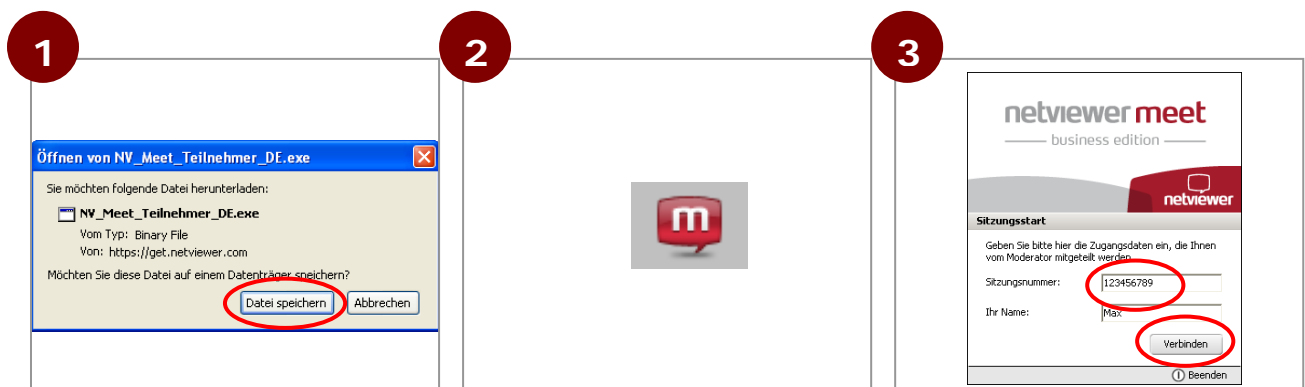 1
Öffnen von NV_Meet_Teilnehmer_DE.exe
Sie möchten folgende Datei herunterladen:
NV_Meet_Teilnehmer_DE.exe
Vom Typ: Binary File
Von: https://get.netviewer.com
Möchten Sie diese Datei auf einem Datenträger speichern?
Datei speichern
Abbrechen
2
m
3
netviewer meet
business edition
netviewer
Sitzungsstart
Geben Sie bitte hier die Zugangsdaten ein, die Ihnen
vom Moderator mitgeteilt werden.
Sitzungsnummer: 123456789
Ihr Name: Max
Verbinden
Beenden